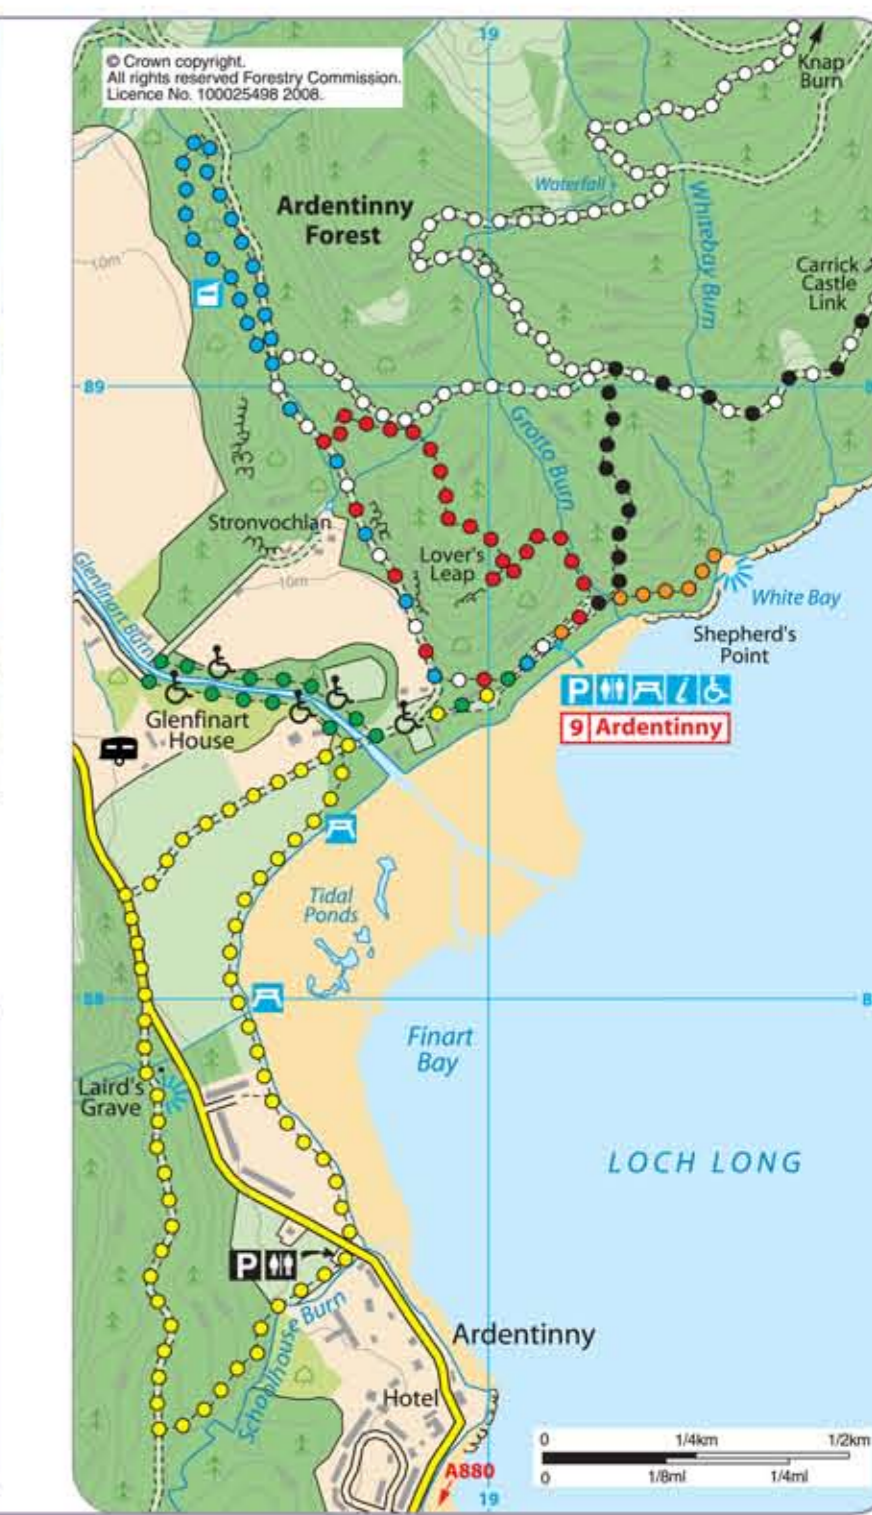 19
© Crown copyright.
All rights reserved Forestry Commission.
Licence No. 100025498 2008.
Knap
Burn
Waterfall
Ardentinny
Forest
Whitebay Burn
10m
Carrick
Castle
Link
89
8
Grotto Burn
Stronvochlan
Lover's
Leap
10m
Glenfinart Burn
White Bay
Shepherd's
Point
P
9 Ardentinny
Glenfinart
House
Tidal
Ponds
88
8
Finart
Bay
Laird's
Grave
LOCH LONG
P
Schoolhouse Burn
Ardentinny
Hotel
0 1/4km 1/2km
0 1/8ml 1/4ml
A880
19